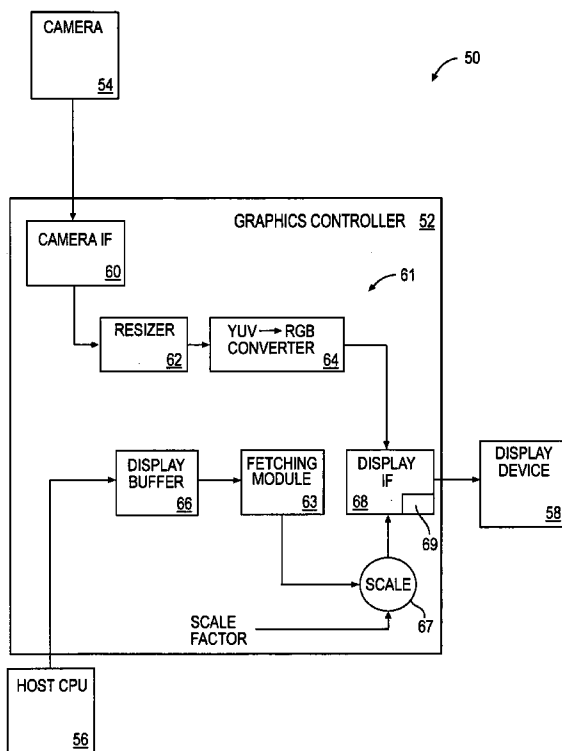 CAMERA
54
50
GRAPHICS CONTROLLER 52
CAMERA IF
60
61
RESIZER
62
YUV → RGB
CONVERTER
64
DISPLAY
BUFFER
66
FETCHING
MODULE
63
DISPLAY
IF
68
69
DISPLAY
DEVICE
58
SCALE
67
SCALE
FACTOR
HOST CPU
56